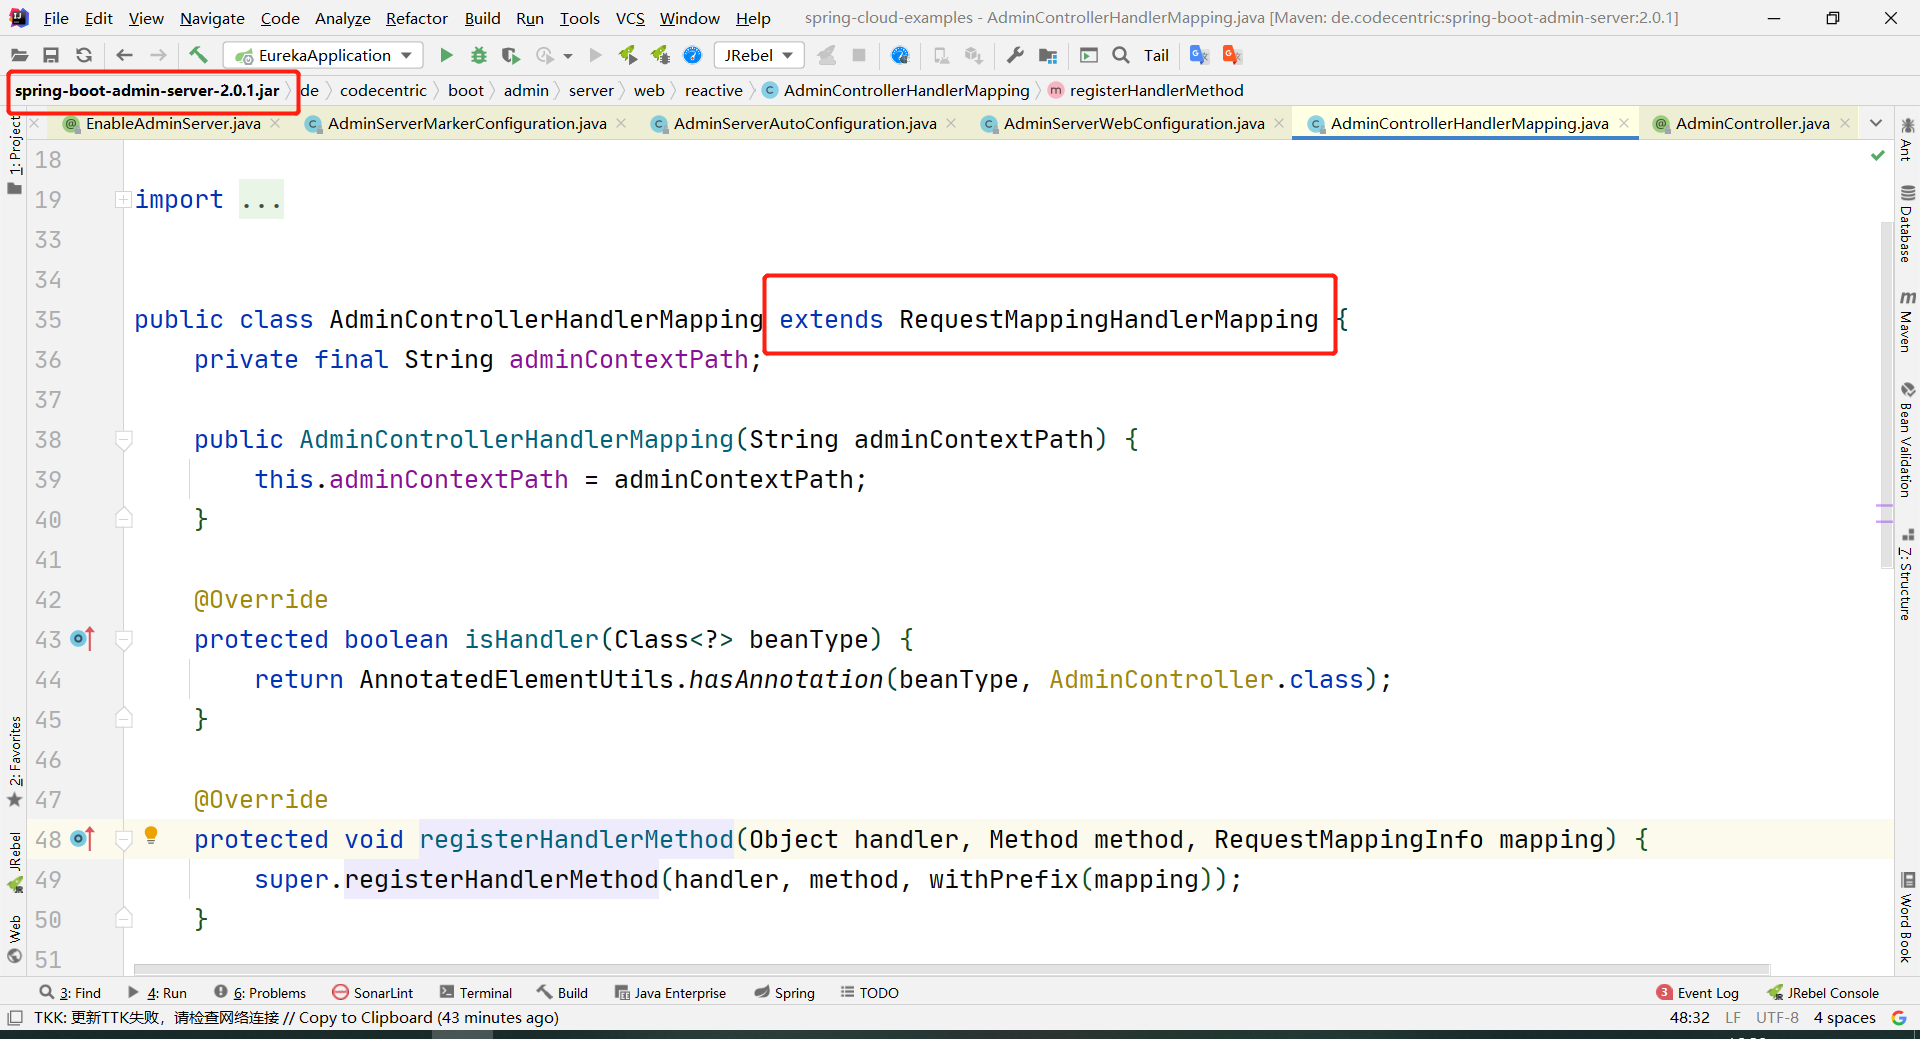 File Edit View Navigate Code Analyze Refactor Build Run Tools VCS Window Help spring-cloud-examples - AdminControllerHandlerMapping.java [Maven: de.codecentric:spring-boot-admin-server:2.0.1]
EurekaApplication JRebel Tail
spring-boot-admin-server-2.0.1.jar de codecentric boot admin server web reactive AdminControllerHandlerMapping registerHandlerMethod
EnableAdminServer.java AdminServerMarkerConfiguration.java AdminServerAutoConfiguration.java AdminServerWebConfiguration.java AdminControllerHandlerMapping.java AdminController.java
1: Project
2: Favorites
JRebel
Web
18
19 import ...
33
34
35 public class AdminControllerHandlerMapping extends RequestMappingHandlerMapping {
36 private final String adminContextPath;
37
38 public AdminControllerHandlerMapping(String adminContextPath) {
39 this.adminContextPath = adminContextPath;
40 }
41
42 @Override
43 protected boolean isHandler(Class<?> beanType) {
44 return AnnotatedElementUtils.hasAnnotation(beanType, AdminController.class);
45 }
46
47 @Override
48 protected void registerHandlerMethod(Object handler, Method method, RequestMappingInfo mapping) {
49 super.registerHandlerMethod(handler, method, withPrefix(mapping));
50 }
51
Ant
Database
Maven
Bean Validation
7: Structure
Word Book
3: Find 4: Run 6: Problems SonarLint Terminal Build Java Enterprise Spring TODO 3 Event Log JRebel Console
TKK: 更新TTK失败，请检查网络连接 // Copy to Clipboard (43 minutes ago) 48:32 LF UTF-8 4 spaces